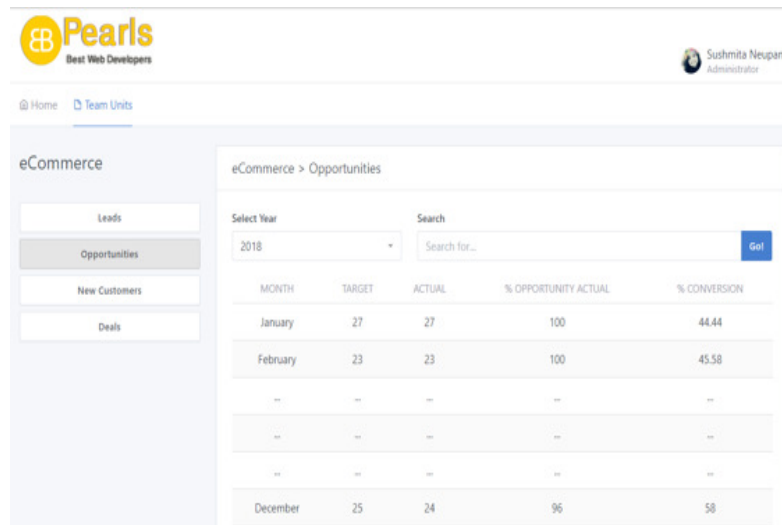 EB Pearls
Best Web Developers
Sushmita Neupan
Administrator
Home Team Units
eCommerce
Leads
Opportunities
New Customers
Deals
eCommerce > Opportunities
Select Year Search
2018 Search for... Go!
MONTH TARGET ACTUAL % OPPORTUNITY ACTUAL % CONVERSION
January 27 27 100 44.44
February 23 23 100 45.58
... ... ... ... ...
... ... ... ... ...
... ... ... ... ...
December 25 24 96 58